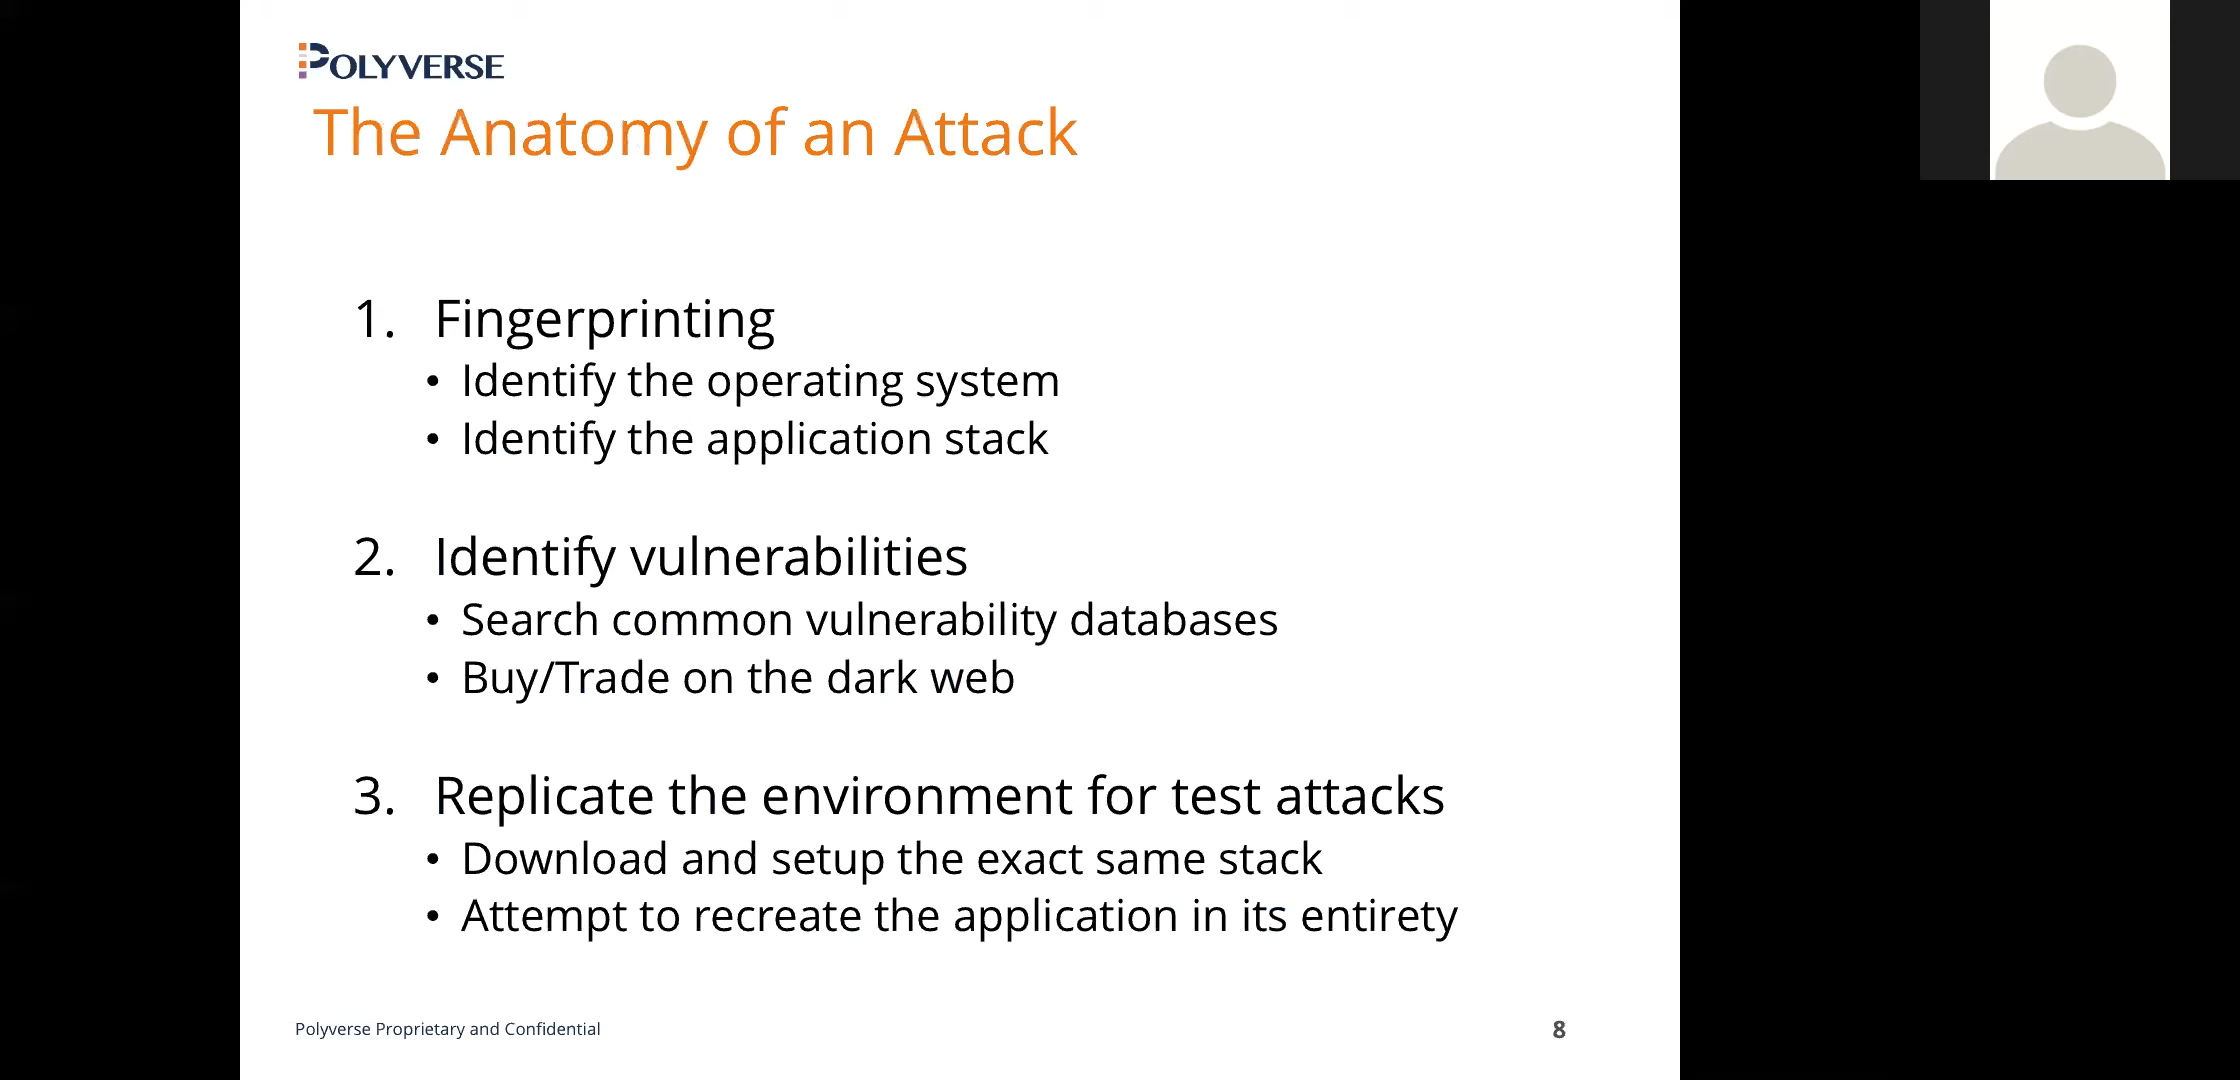 POLYVERSE
The Anatomy of an Attack
1. Fingerprinting
• Identify the operating system
• Identify the application stack
2. Identify vulnerabilities
• Search common vulnerability databases
• Buy/Trade on the dark web
3. Replicate the environment for test attacks
• Download and setup the exact same stack
• Attempt to recreate the application in its entirety
Polyverse Proprietary and Confidential
8